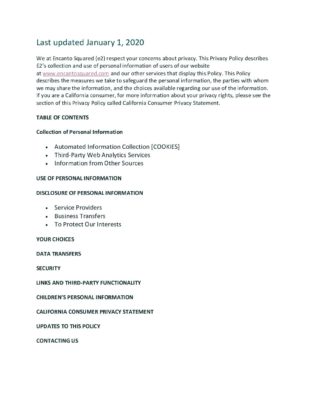 Last updated January 1, 2020
We at Encanto Squared (e2) respect your concerns about privacy. This Privacy Policy describes
E2's collection and use of personal information of users of our website
at www.encantosquared.com and our other services that display this Policy. This Policy
describes the measures we take to safeguard the personal information, the parties with whom
we may share the information, and the choices available regarding our use of the information.
If you are a California consumer, for more information about your privacy rights, please see the
section of this Privacy Policy called California Consumer Privacy Statement.
TABLE OF CONTENTS
Collection of Personal Information
• Automated Information Collection [COOKIES]
• Third-Party Web Analytics Services
• Information from Other Sources
USE OF PERSONAL INFORMATION
DISCLOSURE OF PERSONAL INFORMATION
• Service Providers
• Business Transfers
• To Protect Our Interests
YOUR CHOICES
DATA TRANSFERS
SECURITY
LINKS AND THIRD-PARTY FUNCTIONALITY
CHILDREN'S PERSONAL INFORMATION
CALIFORNIA CONSUMER PRIVACY STATEMENT
UPDATES TO THIS POLICY
CONTACTING US